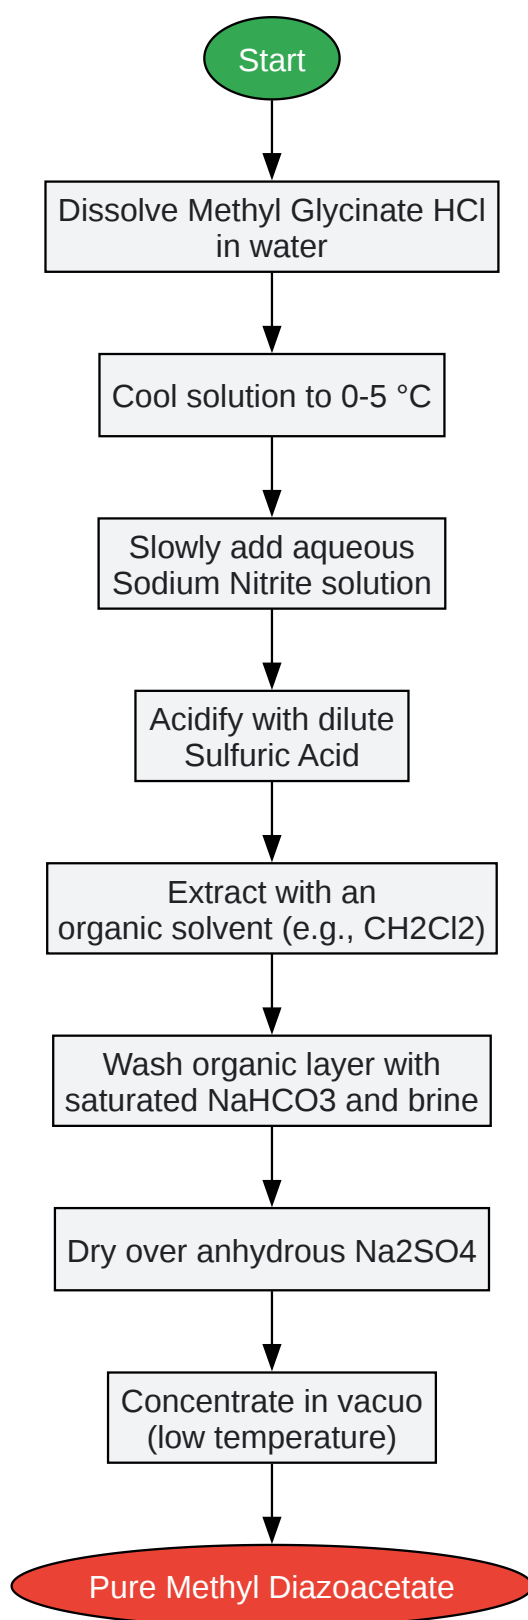 Start
Dissolve Methyl Glycinate HCl
in water
Cool solution to 0-5 °C
Slowly add aqueous
Sodium Nitrite solution
Acidify with dilute
Sulfuric Acid
Extract with an
organic solvent (e.g., CH2Cl2)
Wash organic layer with
saturated NaHCO3 and brine
Dry over anhydrous Na2SO4
Concentrate in vacuo
(low temperature)
Pure Methyl Diazoacetate